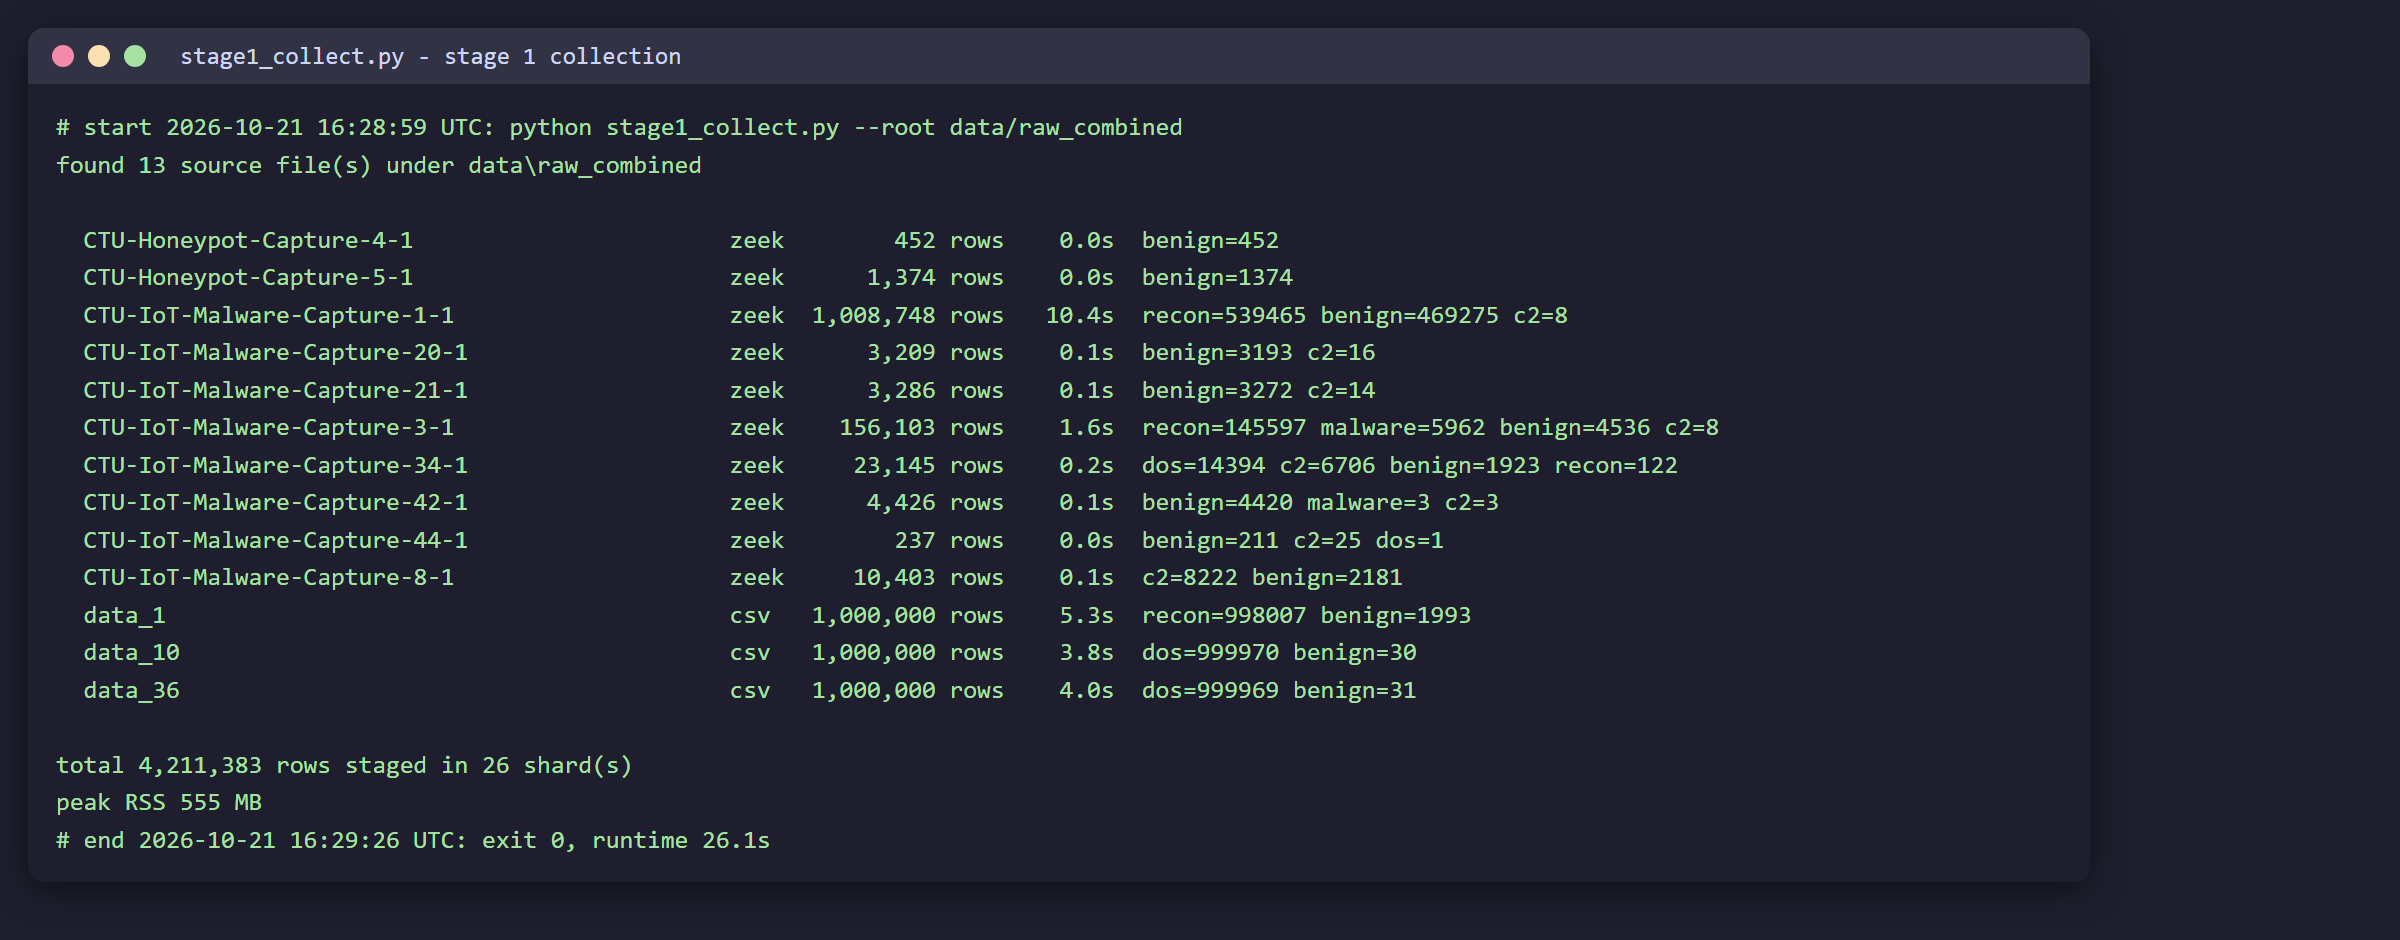 stage1_collect.py - stage 1 collection
# start 2026-10-21 16:28:59 UTC: python stage1_collect.py --root data/raw_combined
found 13 source file(s) under data\raw_combined
CTU-Honeypot-Capture-4-1 zeek 452 rows 0.0s benign=452
CTU-Honeypot-Capture-5-1 zeek 1,374 rows 0.0s benign=1374
CTU-IoT-Malware-Capture-1-1 zeek 1,008,748 rows 10.4s recon=539465 benign=469275 c2=8
CTU-IoT-Malware-Capture-20-1 zeek 3,209 rows 0.1s benign=3193 c2=16
CTU-IoT-Malware-Capture-21-1 zeek 3,286 rows 0.1s benign=3272 c2=14
CTU-IoT-Malware-Capture-3-1 zeek 156,103 rows 1.6s recon=145597 malware=5962 benign=4536 c2=8
CTU-IoT-Malware-Capture-34-1 zeek 23,145 rows 0.2s dos=14394 c2=6706 benign=1923 recon=122
CTU-IoT-Malware-Capture-42-1 zeek 4,426 rows 0.1s benign=4420 malware=3 c2=3
CTU-IoT-Malware-Capture-44-1 zeek 237 rows 0.0s benign=211 c2=25 dos=1
CTU-IoT-Malware-Capture-8-1 zeek 10,403 rows 0.1s c2=8222 benign=2181
data_1 csv 1,000,000 rows 5.3s recon=998007 benign=1993
data_10 csv 1,000,000 rows 3.8s dos=999970 benign=30
data_36 csv 1,000,000 rows 4.0s dos=999969 benign=31
total 4,211,383 rows staged in 26 shard(s)
peak RSS 555 MB
# end 2026-10-21 16:29:26 UTC: exit 0, runtime 26.1s